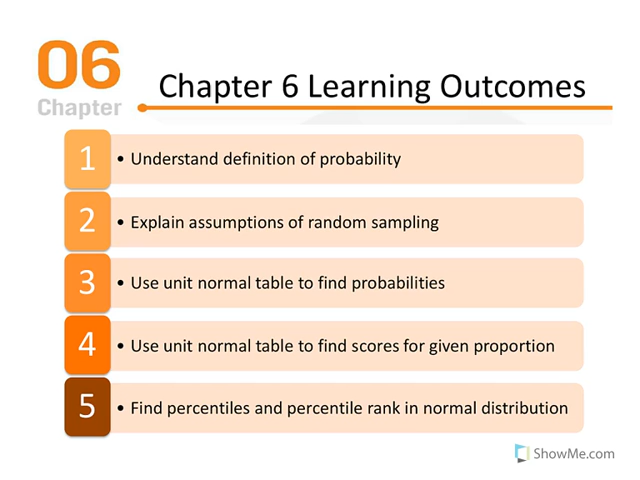 06
Chapter
Chapter 6 Learning Outcomes
1
• Understand definition of probability
2
• Explain assumptions of random sampling
3
• Use unit normal table to find probabilities
4
• Use unit normal table to find scores for given proportion
5
• Find percentiles and percentile rank in normal distribution
ShowMe.com